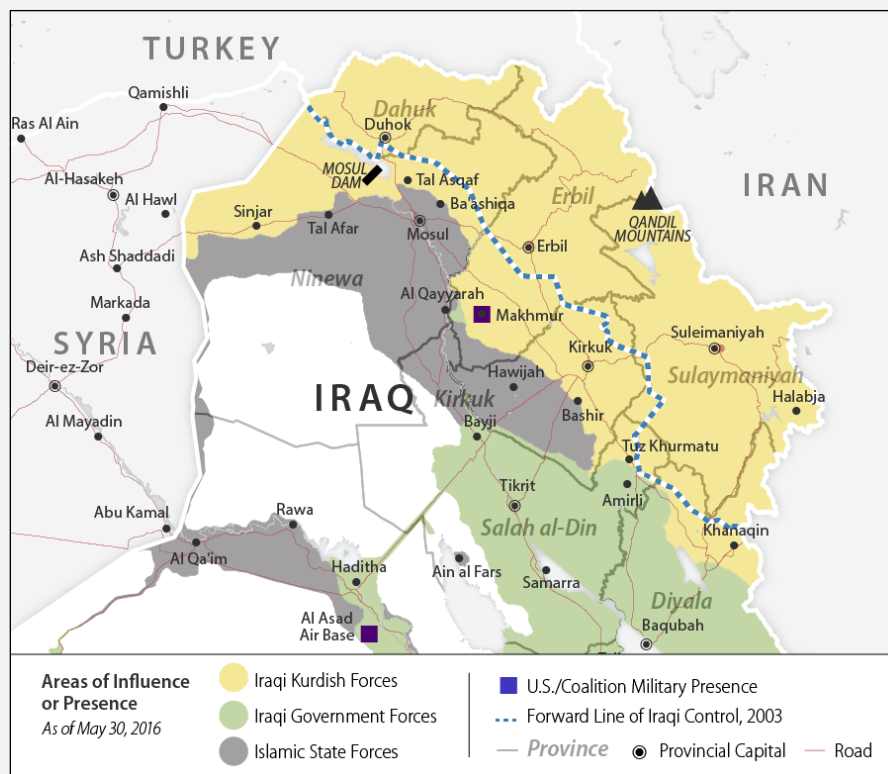 TURKEY
Qamishli
Ras Al Ain
Dahuk
Duhok
MOSUL
DAM
Tal Asqaf
Al-Hasakeh
Al Hawl
Ba'ashiqa
Erbil
IRAN
QANDIL
MOUNTAINS
Sinjar
Tal Afar
Mosul
Erbil
Ash Shaddadi
Ninewa
Markada
Al Qayyarah
Makhmur
SYRIA
Suleimaniyah
Kirkuk
Deir-ez-Zor
Sulaymaniyah
IRAQ
Hawijah
Kirkuk
Halabja
Bashir
Al Mayadin
Bayji
Tuz Khurmatu
Tikrit
Amirli
Abu Kamal
Rawa
Salah al-Din
Khanaqin
Al Qa'im
Haditha
Ain al Fars
Samarra
Diyala
Al Asad
Air Base
Baqubah
Areas of Influence
or Presence
As of May 30, 2016
Iraqi Kurdish Forces
Iraqi Government Forces
Islamic State Forces
U.S./Coalition Military Presence
Forward Line of Iraqi Control, 2003
Province
Provincial Capital
Road